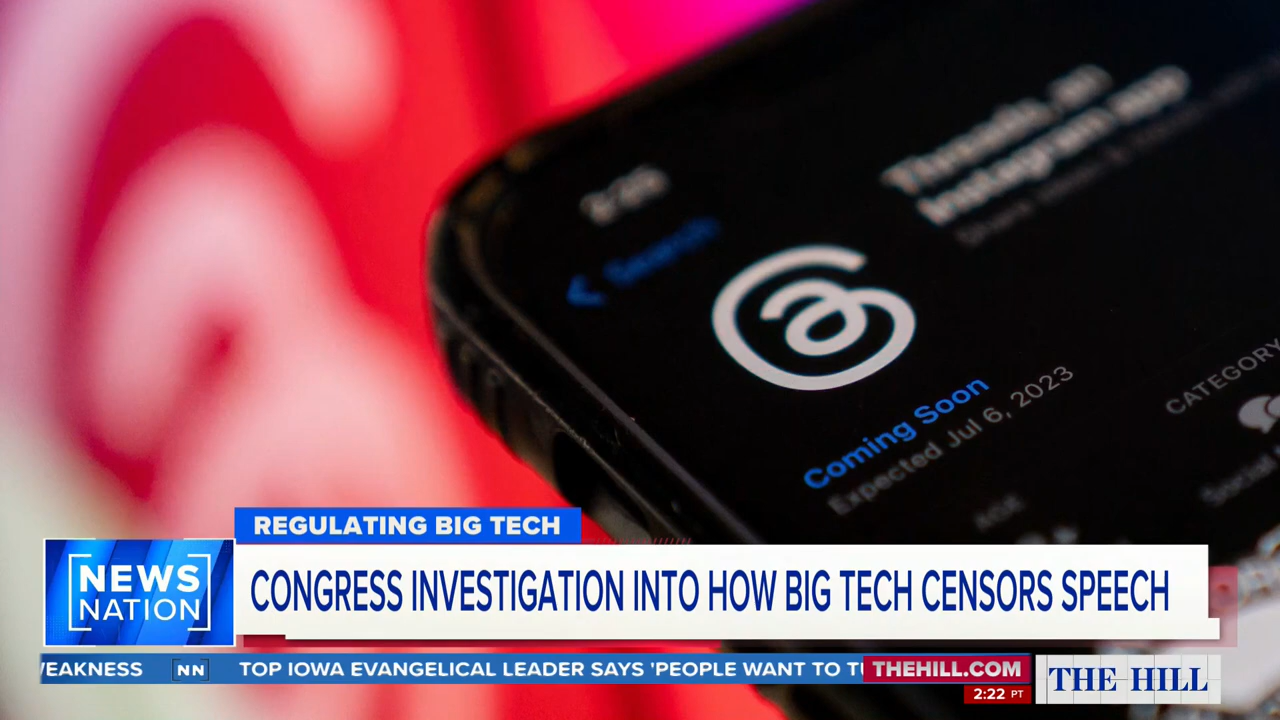 Threads, an
Instagram app
Search
Coming Soon
Expected Jul 6, 2023
CATEGORY
Social
AGE
REGULATING BIG TECH
NEWS
NATION
CONGRESS INVESTIGATION INTO HOW BIG TECH CENSORS SPEECH
EAKNESS NN TOP IOWA EVANGELICAL LEADER SAYS 'PEOPLE WANT TO T
THEHILL.COM
THE HILL
2:22 PT